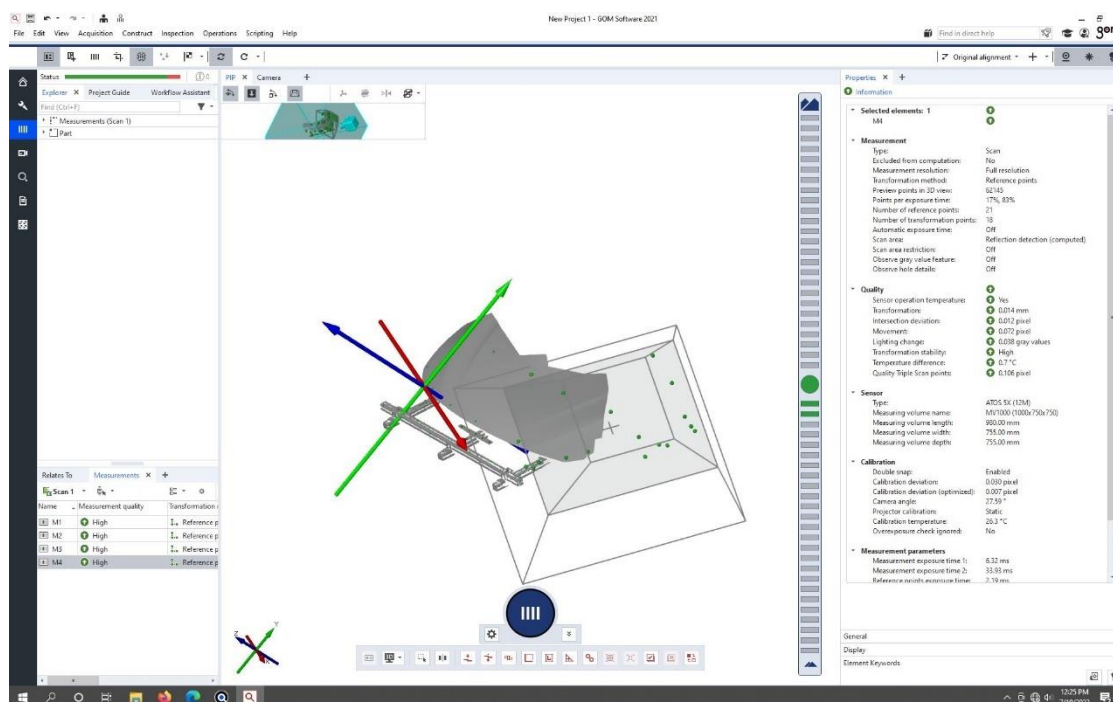 New Project 1 - GOM Software 2021
File Edit View Acquisition Construct Inspection Operations Scripting Help
Find in direct help
gom
Original alignment
Status
0
Explorer
Project Guide
Workflow Assistant
Find (Ctrl+F)
Measurements (Scan 1)
Part
PIP
Camera
Relates To
Measurements
Scan 1
Name
Measurement quality
Transformation
M1 High Reference p
M2 High Reference p
M3 High Reference p
M4 High Reference p
Z
Y
X
Properties
Information
Selected elements: 1
M4
Measurement
Type: Scan
Excluded from computation: No
Measurement resolution: Full resolution
Transformation method: Reference points
Preview points in 3D view: 62145
Points per exposure time: 17%, 83%
Number of reference points: 21
Number of transformation points: 18
Automatic exposure time: Off
Scan area: Reflection detection (computed)
Scan area restriction: Off
Observe gray value feature: Off
Observe hole details: Off
Quality
Sensor operation temperature: Yes
Transformation: 0.014 mm
Intersection deviation: 0.012 pixel
Movement: 0.072 pixel
Lighting change: 0.038 gray values
Transformation stability: High
Temperature difference: 0.7 °C
Quality Triple Scan points: 0.106 pixel
Sensor
Type: ATOS 5X (12M)
Measuring volume name: MV1000 (1000x750x750)
Measuring volume length: 980.00 mm
Measuring volume width: 755.00 mm
Measuring volume depth: 755.00 mm
Calibration
Double snap: Enabled
Calibration deviation: 0.030 pixel
Calibration deviation (optimized): 0.007 pixel
Camera angle: 27.59 °
Projector calibration: Static
Calibration temperature: 26.3 °C
Overexposure check ignored: No
Measurement parameters
Measurement exposure time 1: 6.32 ms
Measurement exposure time 2: 33.93 ms
Reference points exposure time: 2.39 ms
General
Display
Element Keywords
12:25 PM